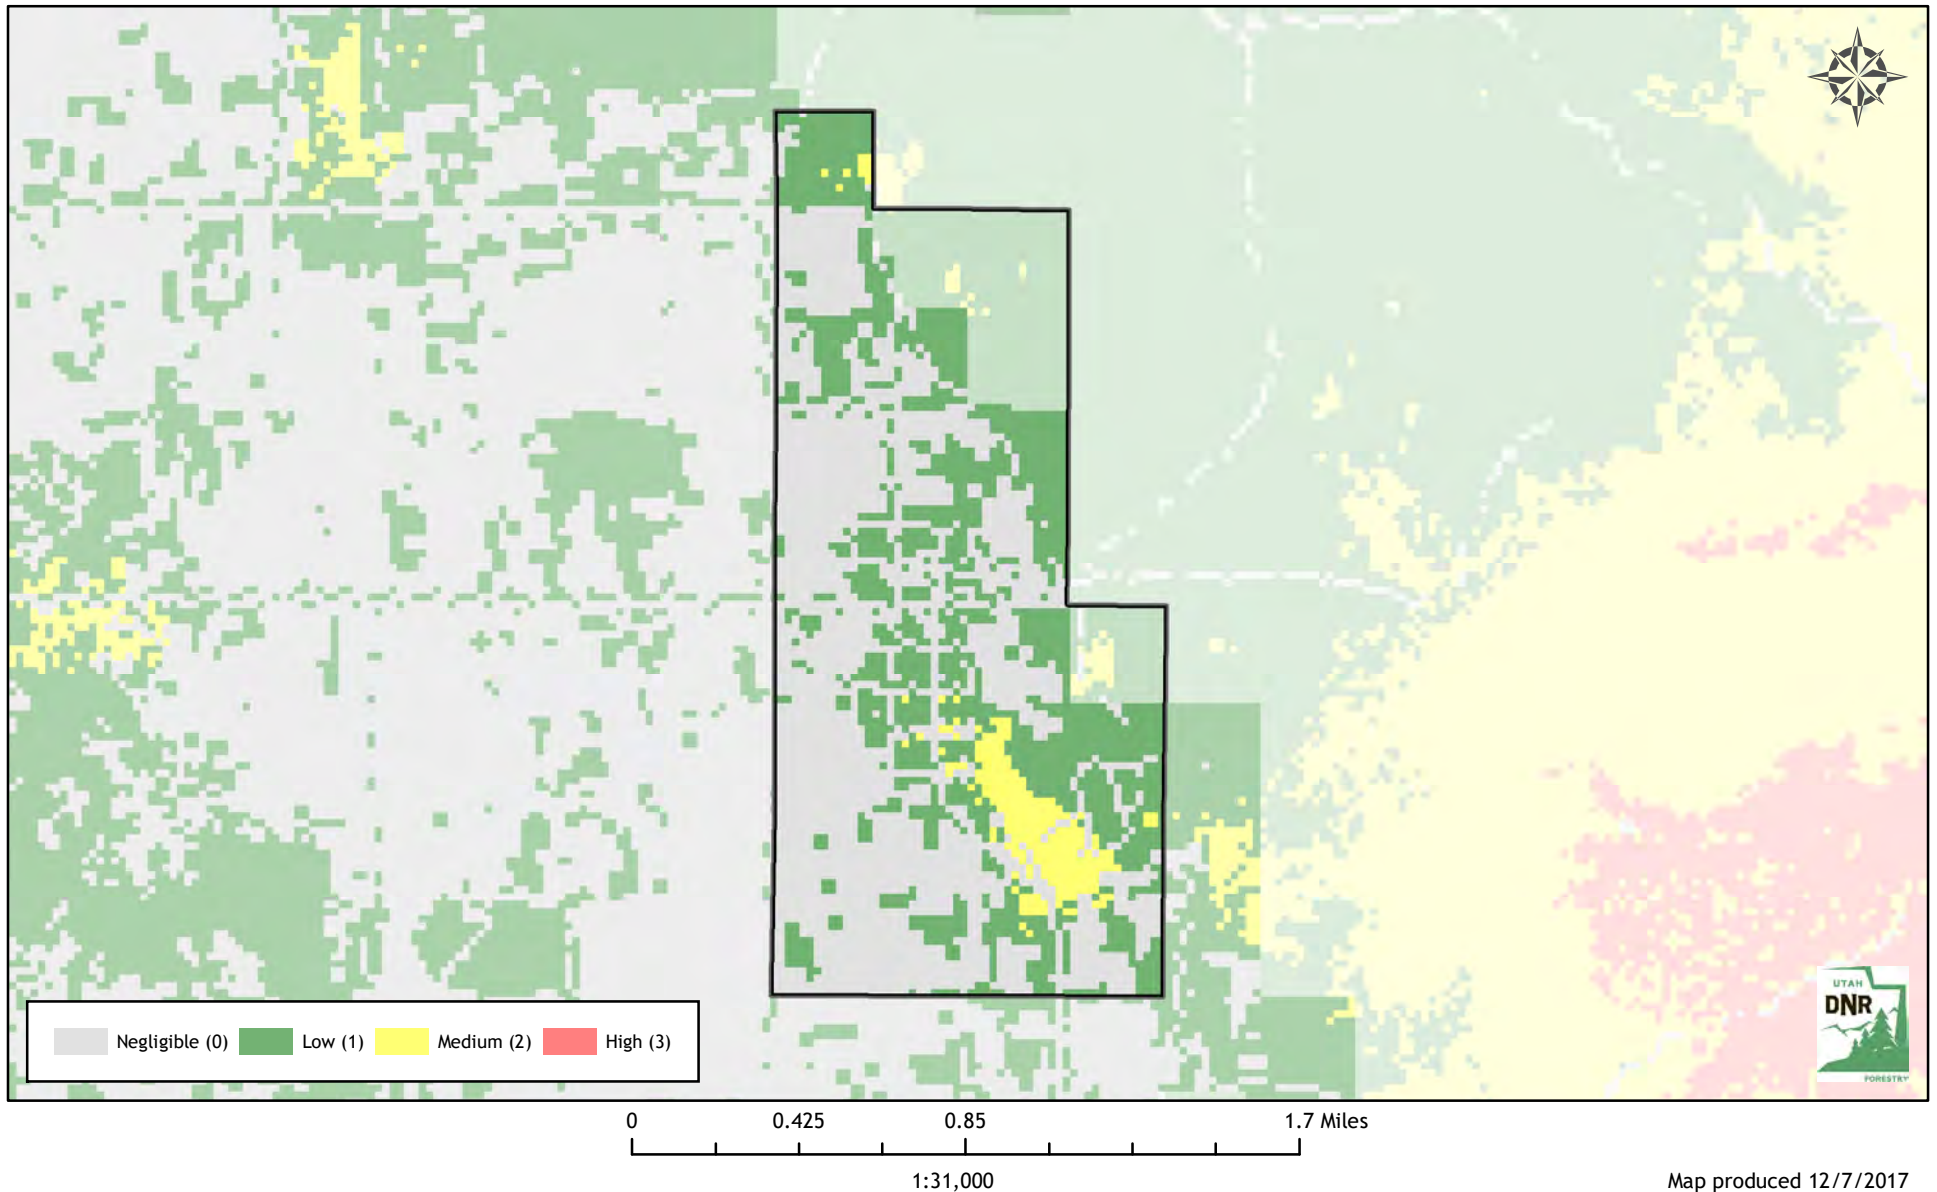 UTAH
DNR
FORESTRY
Negligible (0) Low (1) Medium (2) High (3)
0 0.425 0.85 1.7 Miles
1:31,000
Map produced 12/7/2017